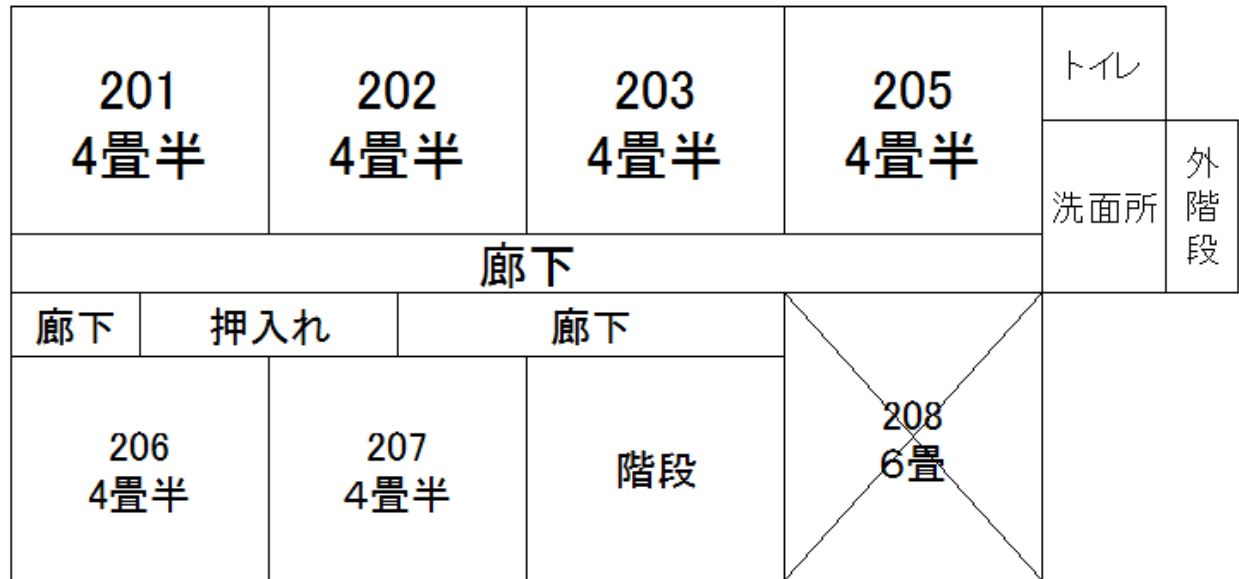 201
4畳半
202
4畳半
203
4畳半
205
4畳半
トイレ
洗面所
外階段
廊下
廊下
押入れ
廊下
206
4畳半
207
４畳半
階段
208
６畳